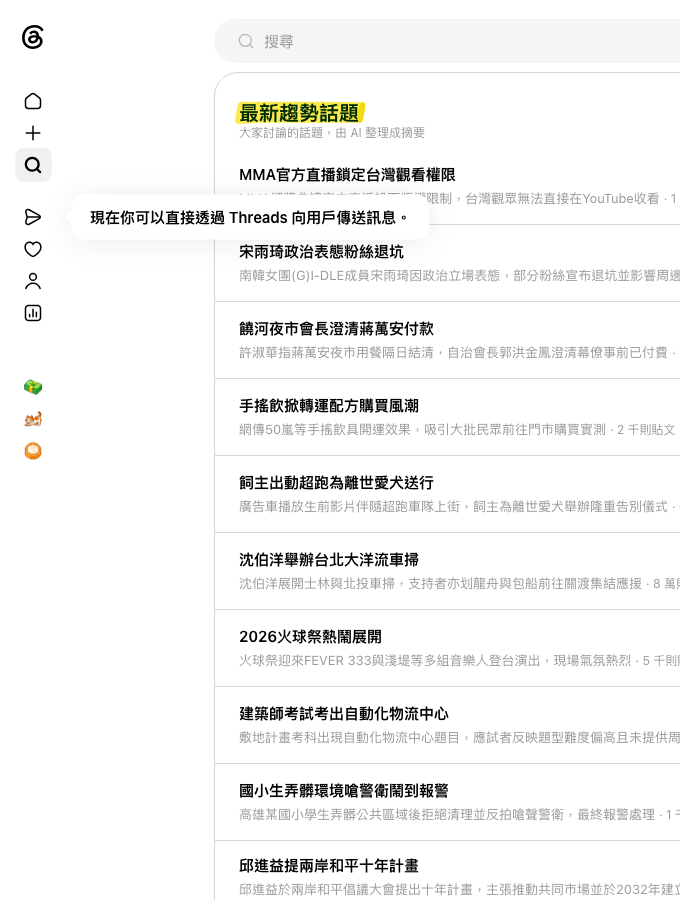 搜尋
最新趨勢話題
大家討論的話題，由 AI 整理成摘要
MMA官方直播鎖定台灣觀看權限
限制，台灣觀眾無法直接在YouTube收看 · 1
現在你可以直接透過 Threads 向用戶傳送訊息。
宋雨琦政治表態粉絲退坑
南韓女團(G)I-DLE成員宋雨琦因政治立場表態，部分粉絲宣布退坑並影響周邊
饒河夜市會長澄清蔣萬安付款
許淑華指蔣萬安夜市用餐隔日結清，自治會長郭洪金鳳澄清幕僚事前已付費 ·
手搖飲掀轉運配方購買風潮
網傳50嵐等手搖飲具開運效果，吸引大批民眾前往門市購買實測 · 2 千則貼文
飼主出動超跑為離世愛犬送行
廣告車播放生前影片伴隨超跑車隊上街，飼主為離世愛犬舉辦隆重告別儀式 ·
沈伯洋舉辦台北大洋流車掃
沈伯洋展開士林與北投車掃，支持者亦划龍舟與包船前往關渡集結應援 · 8 萬
2026火球祭熱鬧展開
火球祭迎來FEVER 333與淺堤等多組音樂人登台演出，現場氣氛熱烈 · 5 千則
建築師考試考出自動化物流中心
敷地計畫考科出現自動化物流中心題目，應試者反映題型難度偏高且未提供周
國小生弄髒環境嗆警衛鬧到報警
高雄某國小學生弄髒公共區域後拒絕清理並反拍嗆聲警衛，最終報警處理 · 1
邱進益提兩岸和平十年計畫
邱進益於兩岸和平倡議大會提出十年計畫，主張推動共同市場並於2032年建立